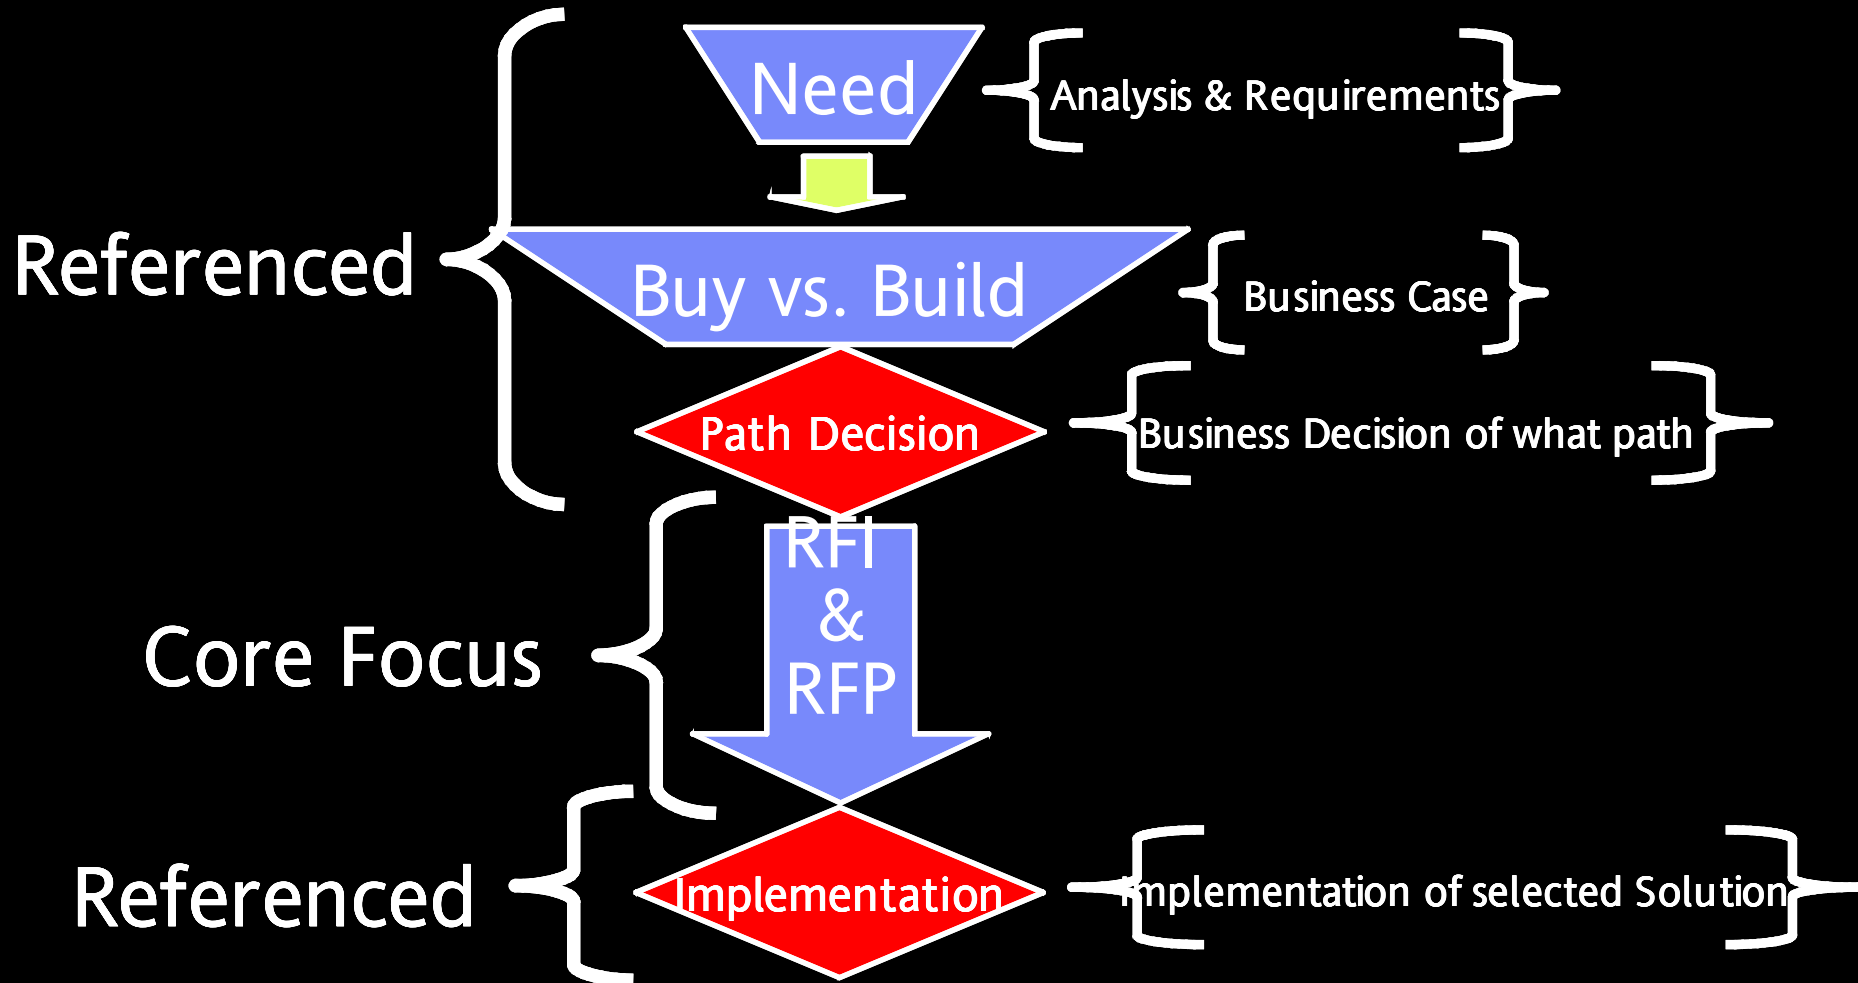 Need
Analysis & Requirements
Referenced
Buy vs. Build
Business Case
Path Decision
Business Decision of what path
Core Focus
RFI
&
RFP
Referenced
Implementation
Implementation of selected Solution